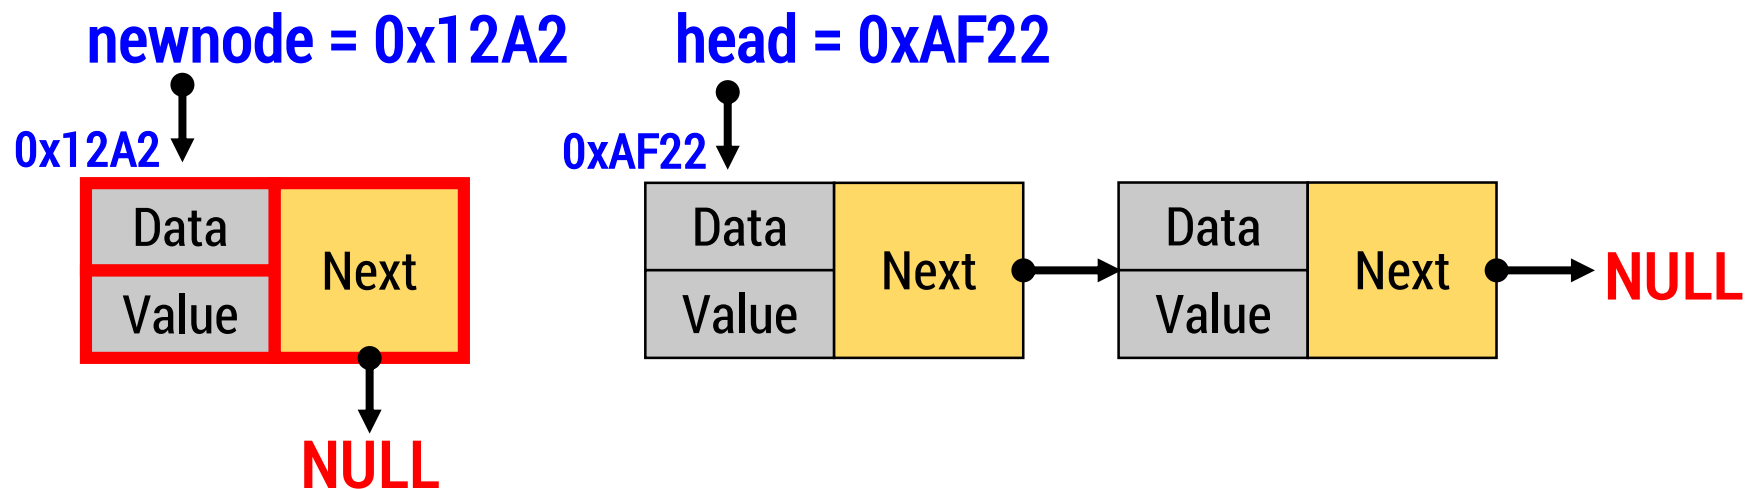 newnode = 0x12A2
head = 0xAF22
0x12A2
0xAF22
Data
Value
Next
NULL
Data
Value
Next
Data
Value
Next
NULL